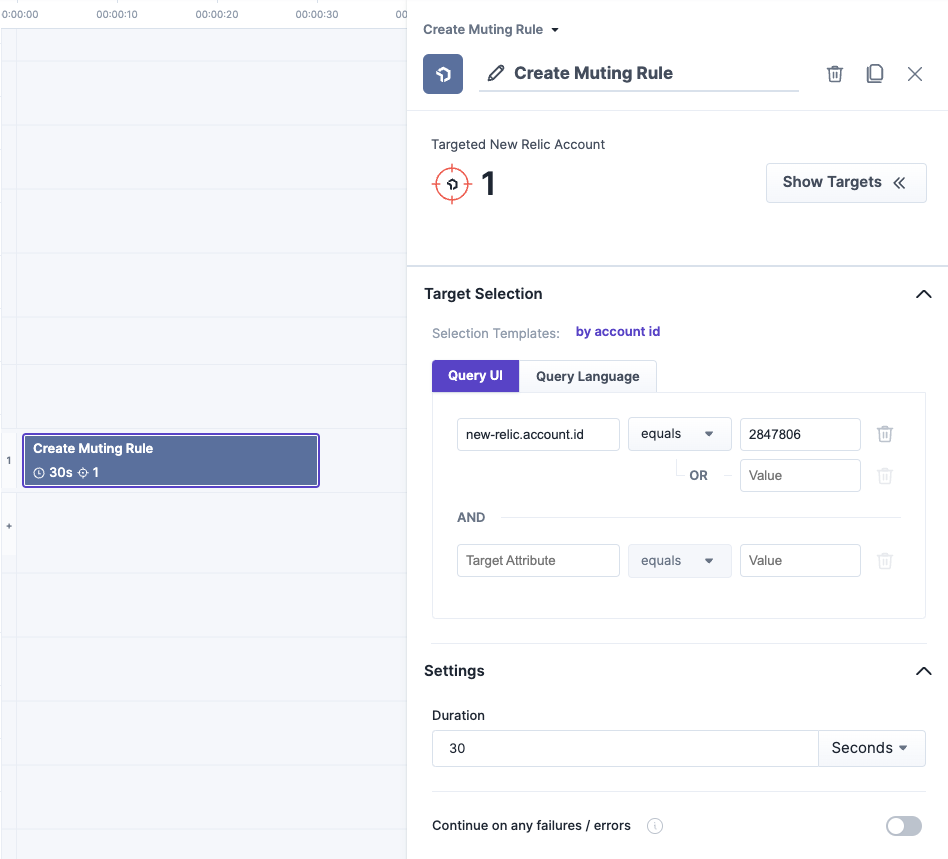 0:00:00 00:00:10 00:00:20 00:00:30 00
Create Muting Rule
Create Muting Rule
Targeted New Relic Account
1
Show Targets
Target Selection
Selection Templates: by account id
Query UI Query Language
new-relic.account.id equals 2847806
OR Value
AND
Target Attribute equals Value
Settings
Duration
30 Seconds
Continue on any failures / errors
1
Create Muting Rule
30s 1
+